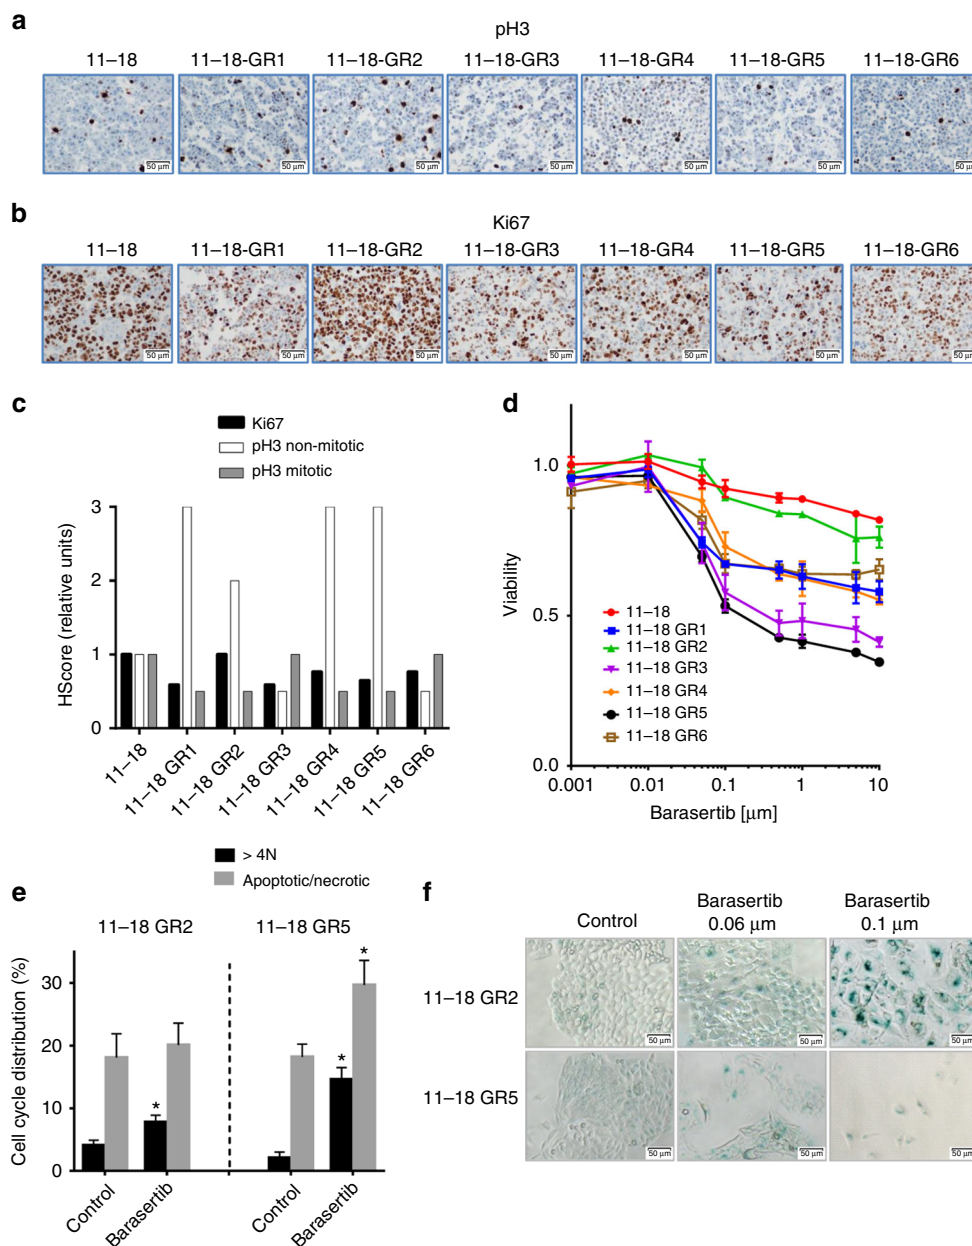 a
pH3
11–18 11–18-GR1 11–18-GR2 11–18-GR3 11–18-GR4 11–18-GR5 11–18-GR6
50 μm 50 μm 50 μm 50 μm 50 μm 50 μm 50 μm
b
Ki67
11–18 11–18-GR1 11–18-GR2 11–18-GR3 11–18-GR4 11–18-GR5 11–18-GR6
50 μm 50 μm 50 μm 50 μm 50 μm 50 μm 50 μm
c
Ki67
pH3 non-mitotic
pH3 mitotic
HScore (relative units)
3
2
1
0
11–18
11–18 GR1
11–18 GR2
11–18 GR3
11–18 GR4
11–18 GR5
11–18 GR6
d
Viability
1.0
0.5
0.0
11–18
11–18 GR1
11–18 GR2
11–18 GR3
11–18 GR4
11–18 GR5
11–18 GR6
0.001 0.01 0.1 1 10
Barasertib [μm]
e
> 4N
Apoptotic/necrotic
11–18 GR2 11–18 GR5
Cell cycle distribution (%)
30
20
10
0
*
*
*
Control
Barasertib
Control
Barasertib
f
Control
Barasertib
0.06 μm
Barasertib
0.1 μm
11–18 GR2
50 μm 50 μm 50 μm
11–18 GR5
50 μm 50 μm 50 μm